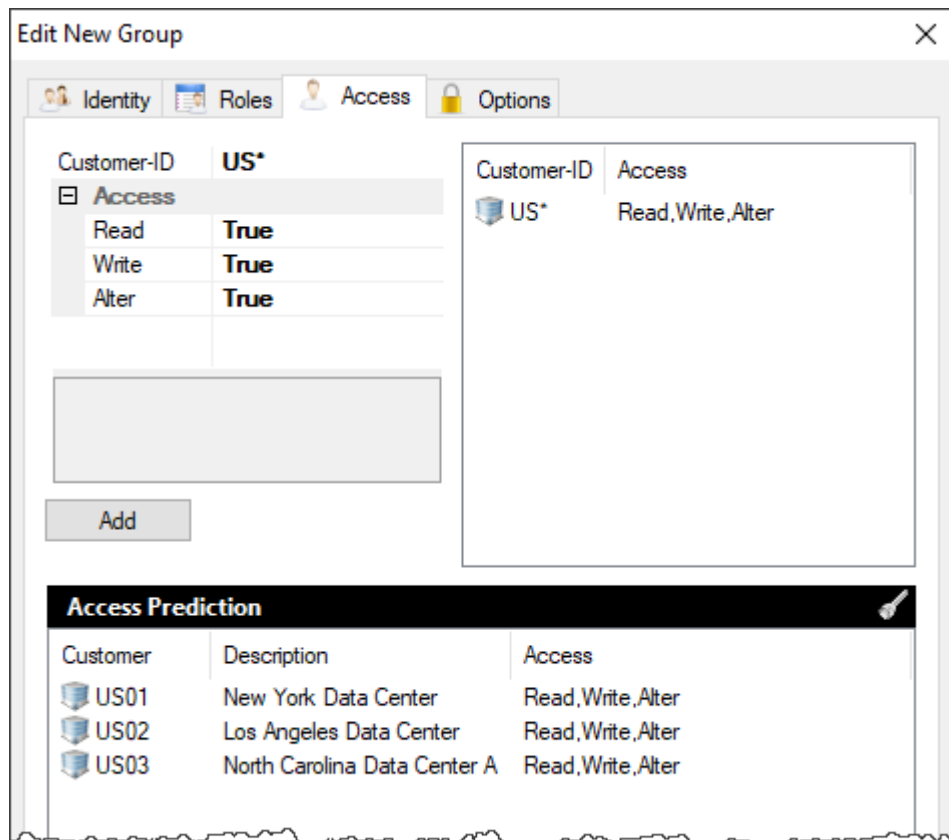 Edit New Group
Identity Roles Access Options
Customer-ID US*
Access
Read True
Write True
Alter True
Add
Customer-ID Access
US* Read,Write,Alter
Access Prediction
Customer Description Access
US01 New York Data Center Read,Write,Alter
US02 Los Angeles Data Center Read,Write,Alter
US03 North Carolina Data Center A Read,Write,Alter